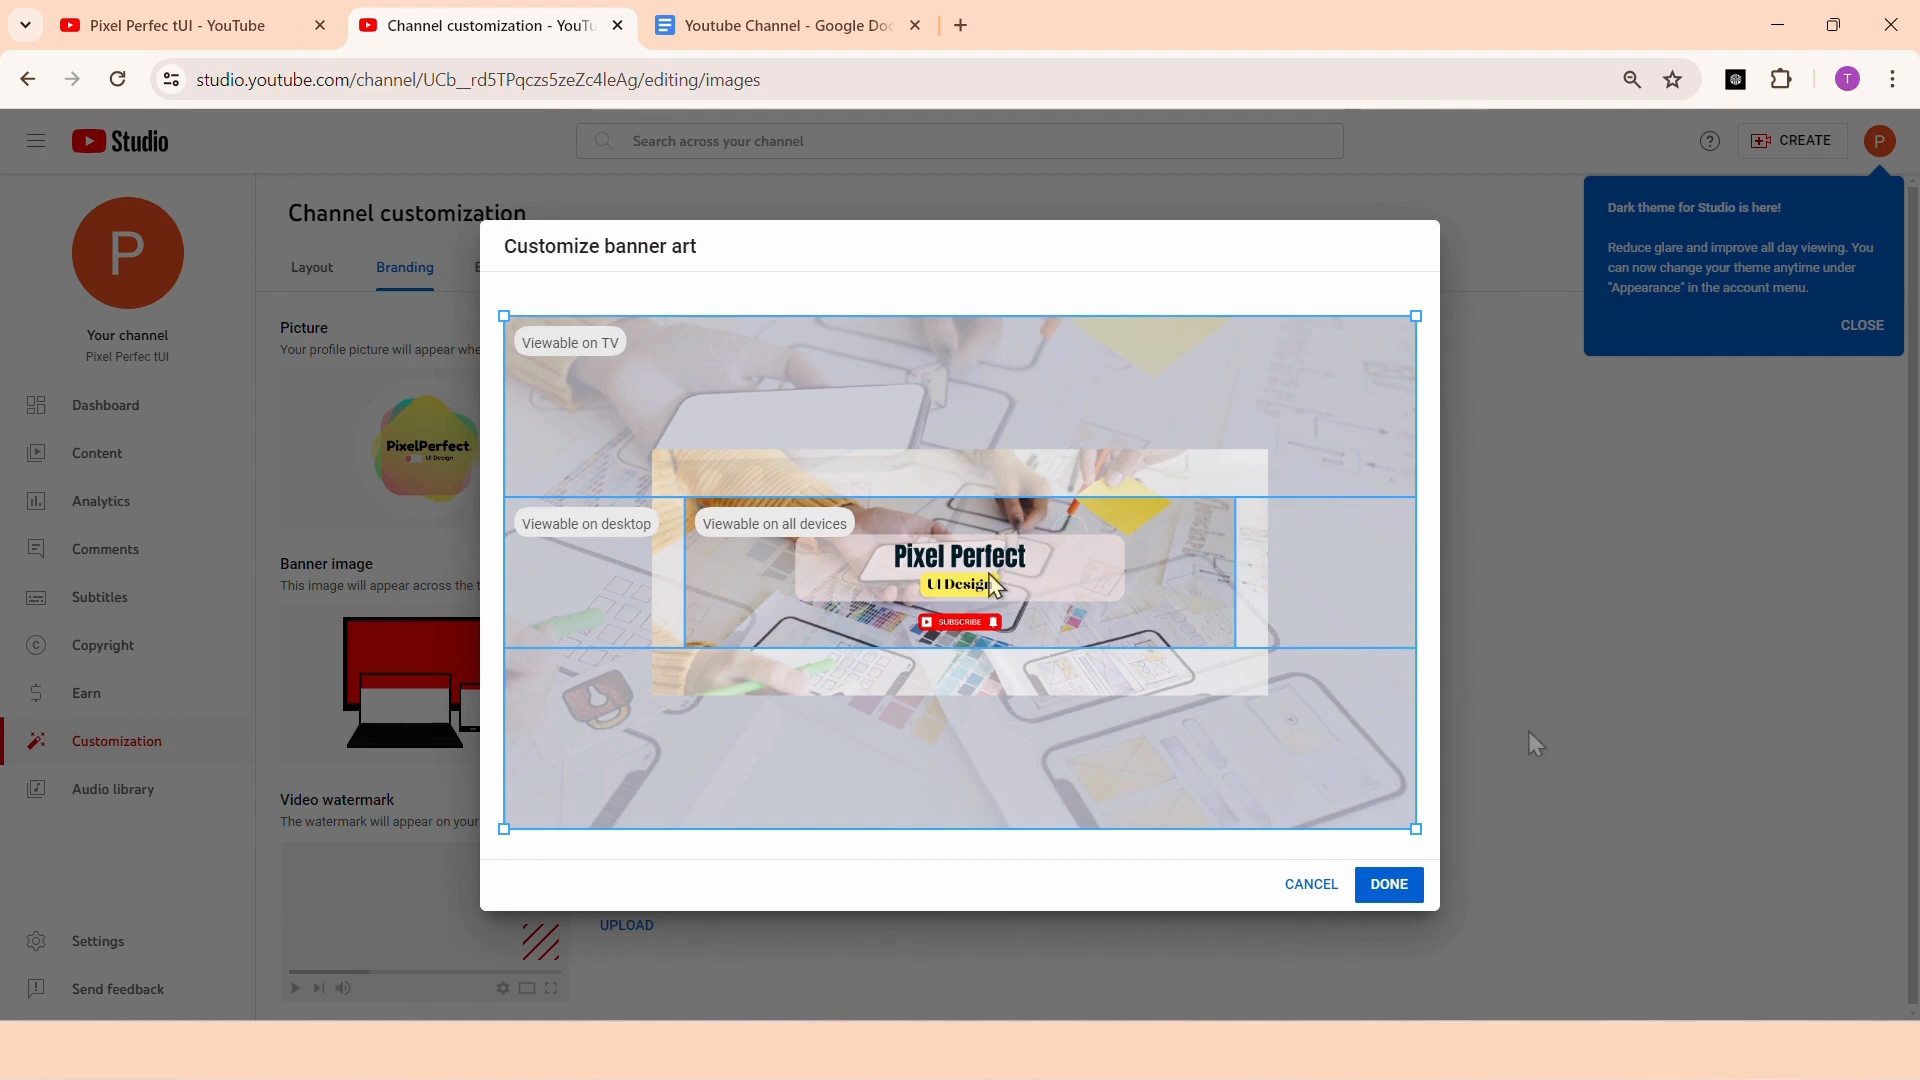 Pixel Perfec tUI - YouTube
Channel customization - YouTu
Youtube Channel - Google Doc
studio.youtube.com/channel/UCb__rd5TPqczs5zeZc4leAg/editing/images
T
Studio
Search across your channel
CREATE
P
P
Your channel
Pixel Perfec tUI
Dashboard
Content
Analytics
Comments
Subtitles
Copyright
Earn
Customization
Audio library
Settings
Send feedback
Channel customization
Layout
Branding
Picture
Your profile picture will appear whe
PixelPerfect
UI Design
Banner image
This image will appear across the t
Video watermark
The watermark will appear on your
UPLOAD
Customize banner art
Viewable on TV
Viewable on desktop
Viewable on all devices
Pixel Perfect
UI Design
SUBSCRIBE
CANCEL
DONE
Dark theme for Studio is here!
Reduce glare and improve all day viewing. You
can now change your theme anytime under
"Appearance" in the account menu.
CLOSE